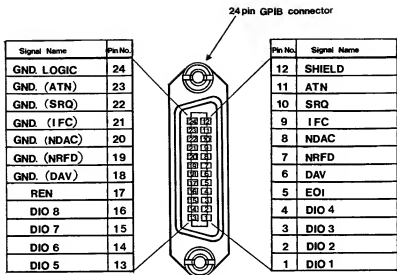 24 pin GPIB connector
Signal Name Pin No.
GND. LOGIC 24
GND. (ATN) 23
GND. (SRQ) 22
GND. (IFC) 21
GND. (NDAC) 20
GND. (NRFD) 19
GND. (DAV) 18
REN 17
DIO 8 16
DIO 7 15
DIO 6 14
DIO 5 13
Pin No. Signal Name
12 SHIELD
11 ATN
10 SRQ
9 IFC
8 NDAC
7 NRFD
6 DAV
5 EOI
4 DIO 4
3 DIO 3
2 DIO 2
1 DIO 1